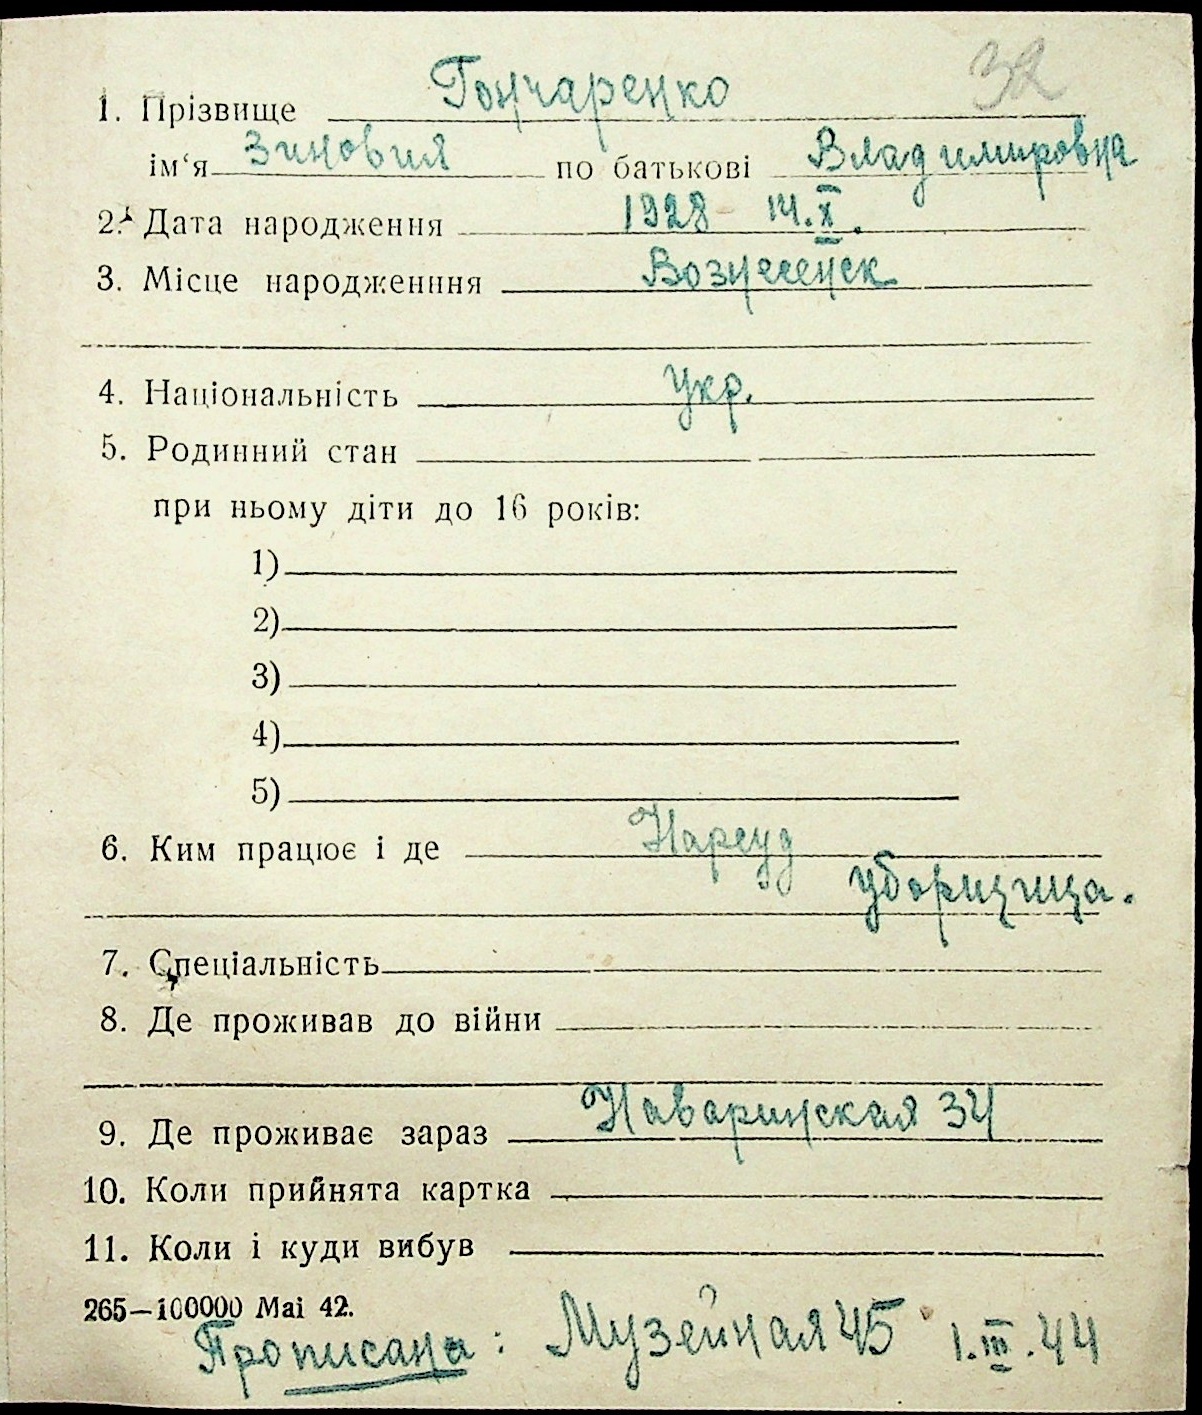 32
1. Прізвище Гончаренко
ім‘я Зиновия по батькові Владимировна
2. Дата народження 1928 14.X.
3. Місце народженння Вознесенск
4. Національність Укр.
5. Родинний стан
при ньому діти до 16 років:
1)
2)
3)
4)
5)
6. Ким працює і де Нарсуд
уборщица.
7. Спеціальність
8. Де проживав до війни
9. Де проживає зараз Наваринская 34
10. Коли прийнята картка
11. Коли і куди вибув
265—100000 Mai 42.
Прописана: Музейная 45 1.III.44